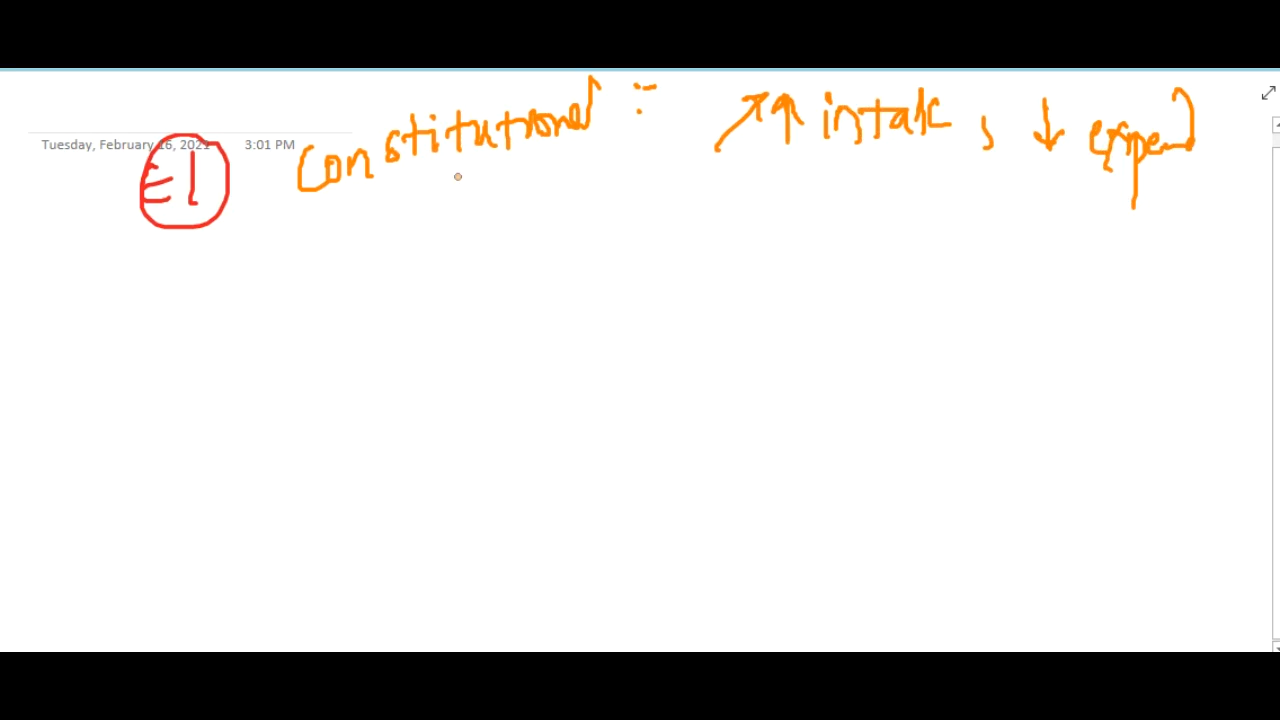 Constitutional : ↗↑ intake , ↓ expend
Tuesday, February 16, 2021 3:01 PM
E1